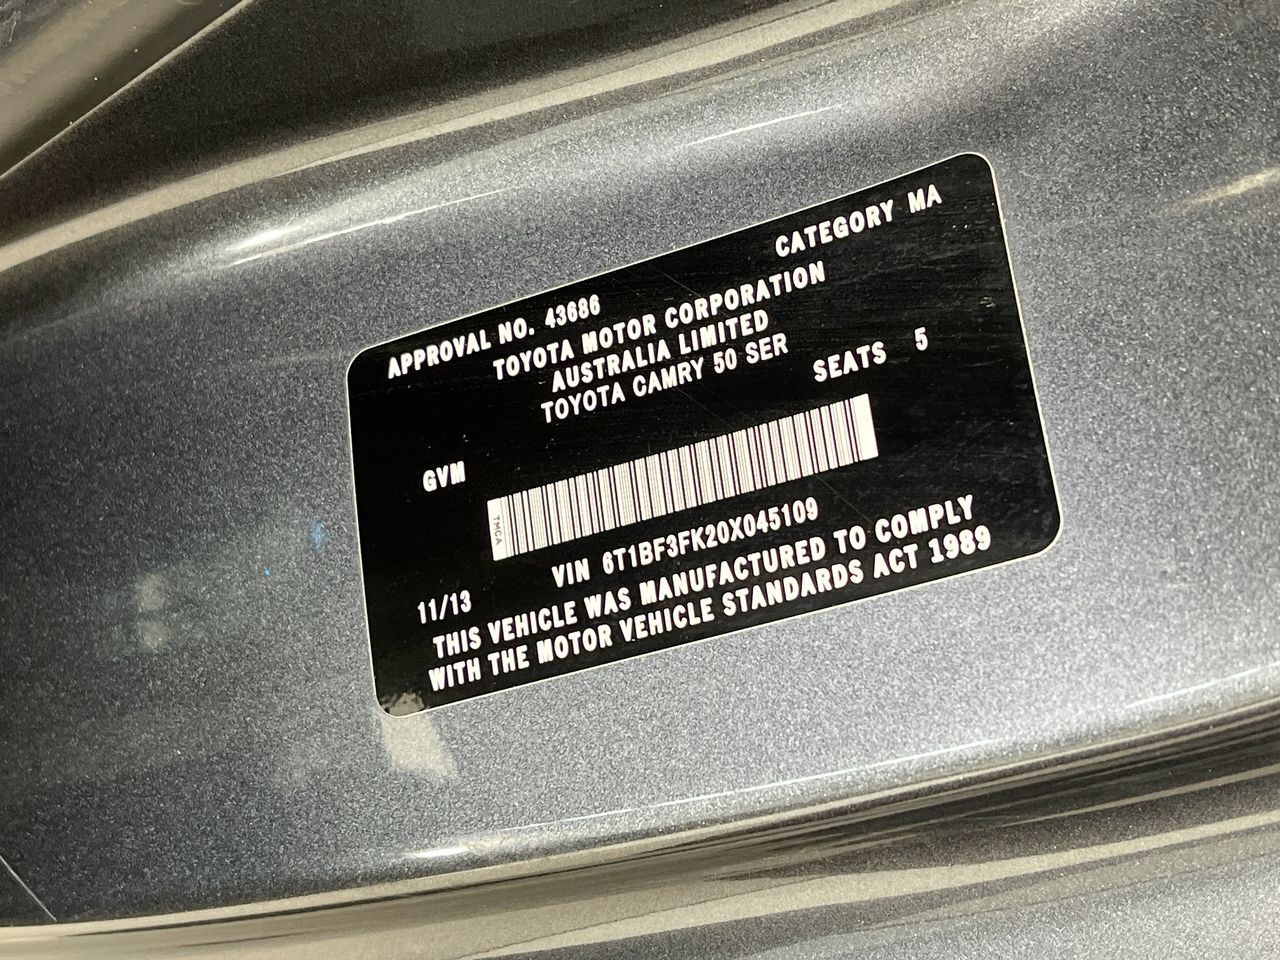 APPROVAL NO. 43686 CATEGORY MA
TOYOTA MOTOR CORPORATION
AUSTRALIA LIMITED
TOYOTA CAMRY 50 SER
SEATS 5
GVM
TMCA
VIN 6T1BF3FK20X045109
11/13
THIS VEHICLE WAS MANUFACTURED TO COMPLY
WITH THE MOTOR VEHICLE STANDARDS ACT 1989